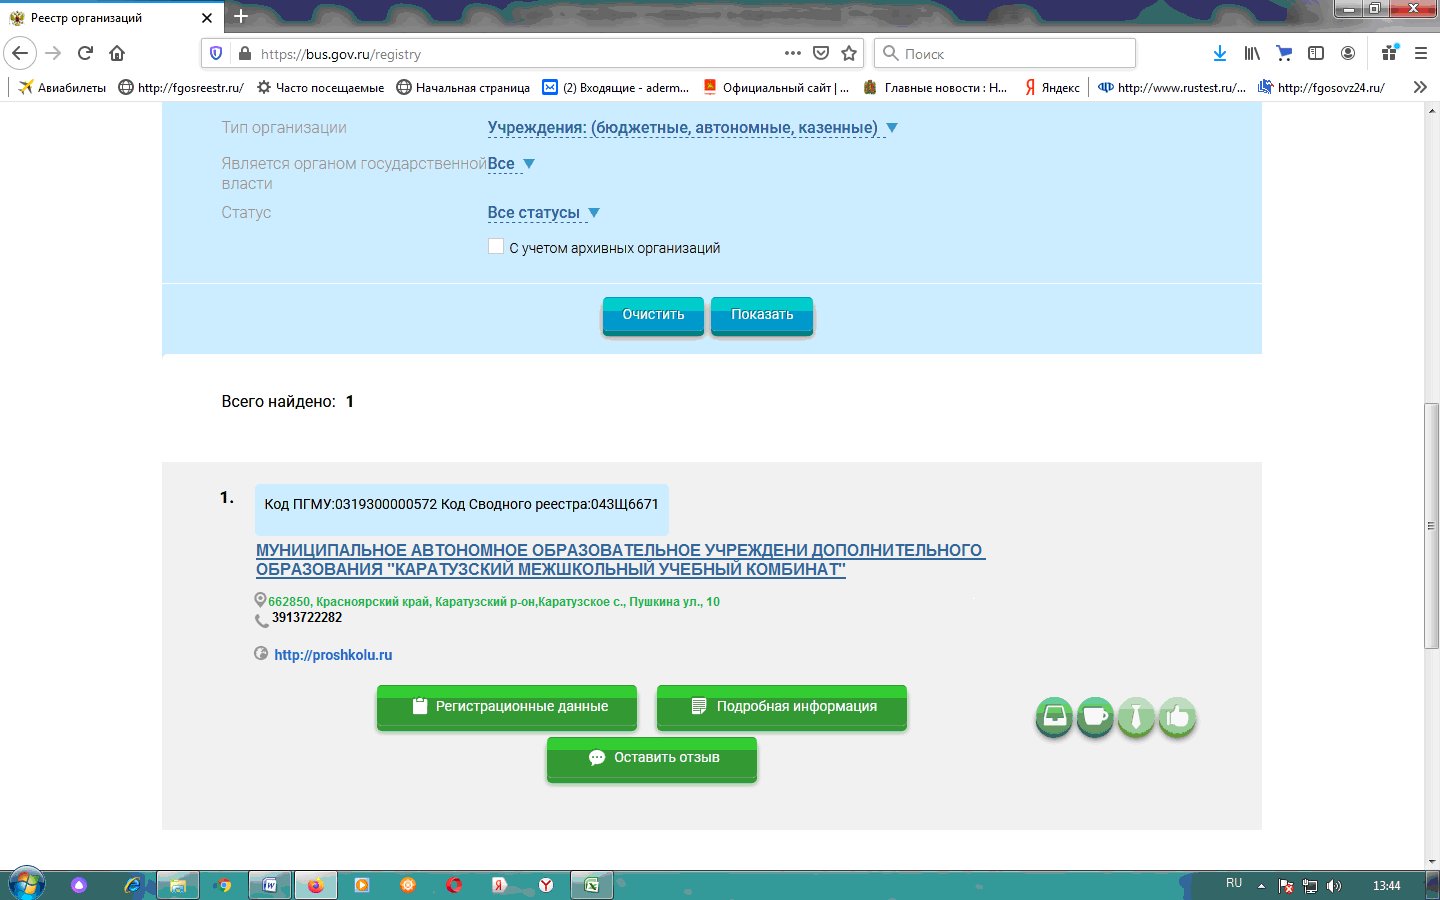 Реестр организаций
https://bus.gov.ru/registry
Поиск
Авиабилеты
http://fgosreestr.ru/
Часто посещаемые
Начальная страница
(2) Входящие - aderm...
Официальный сайт | ...
Главные новости : Н...
Яндекс
http://www.rustest.ru/...
http://fgosovz24.ru/
Тип организации
Учреждения: (бюджетные, автономные, казенные)
Является органом государственной власти
Все
Статус
Все статусы
С учетом архивных организаций
Очистить
Показать
Всего найдено: 1
1.
Код ПГМУ:0319300000572 Код Сводного реестра:043Щ6671
МУНИЦИПАЛЬНОЕ АВТОНОМНОЕ ОБРАЗОВАТЕЛЬНОЕ УЧРЕЖДЕНИ ДОПОЛНИТЕЛЬНОГО
ОБРАЗОВАНИЯ "КАРАТУЗСКИЙ МЕЖШКОЛЬНЫЙ УЧЕБНЫЙ КОМБИНАТ"
662850, Красноярский край, Каратузский р-он,Каратузское с., Пушкина ул., 10
3913722282
http://proshkolu.ru
Регистрационные данные
Подробная информация
Оставить отзыв
RU
13:44